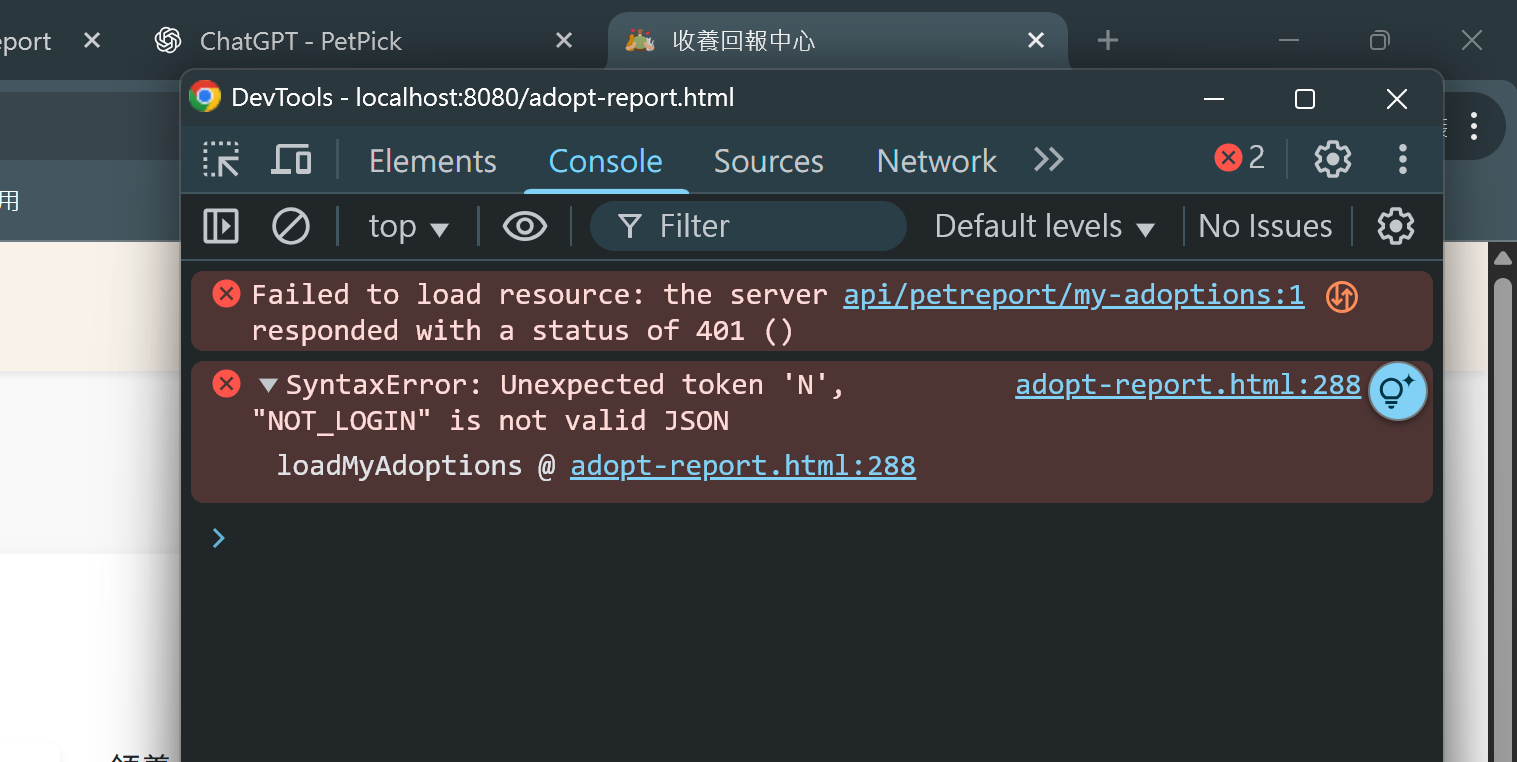 port
ChatGPT - PetPick
收養回報中心
DevTools - localhost:8080/adopt-report.html
Elements
Console
Sources
Network
2
用
top
Filter
Default levels
No Issues
Failed to load resource: the server api/petreport/my-adoptions:1
responded with a status of 401 ()
SyntaxError: Unexpected token 'N', adopt-report.html:288
"NOT_LOGIN" is not valid JSON
loadMyAdoptions @ adopt-report.html:288